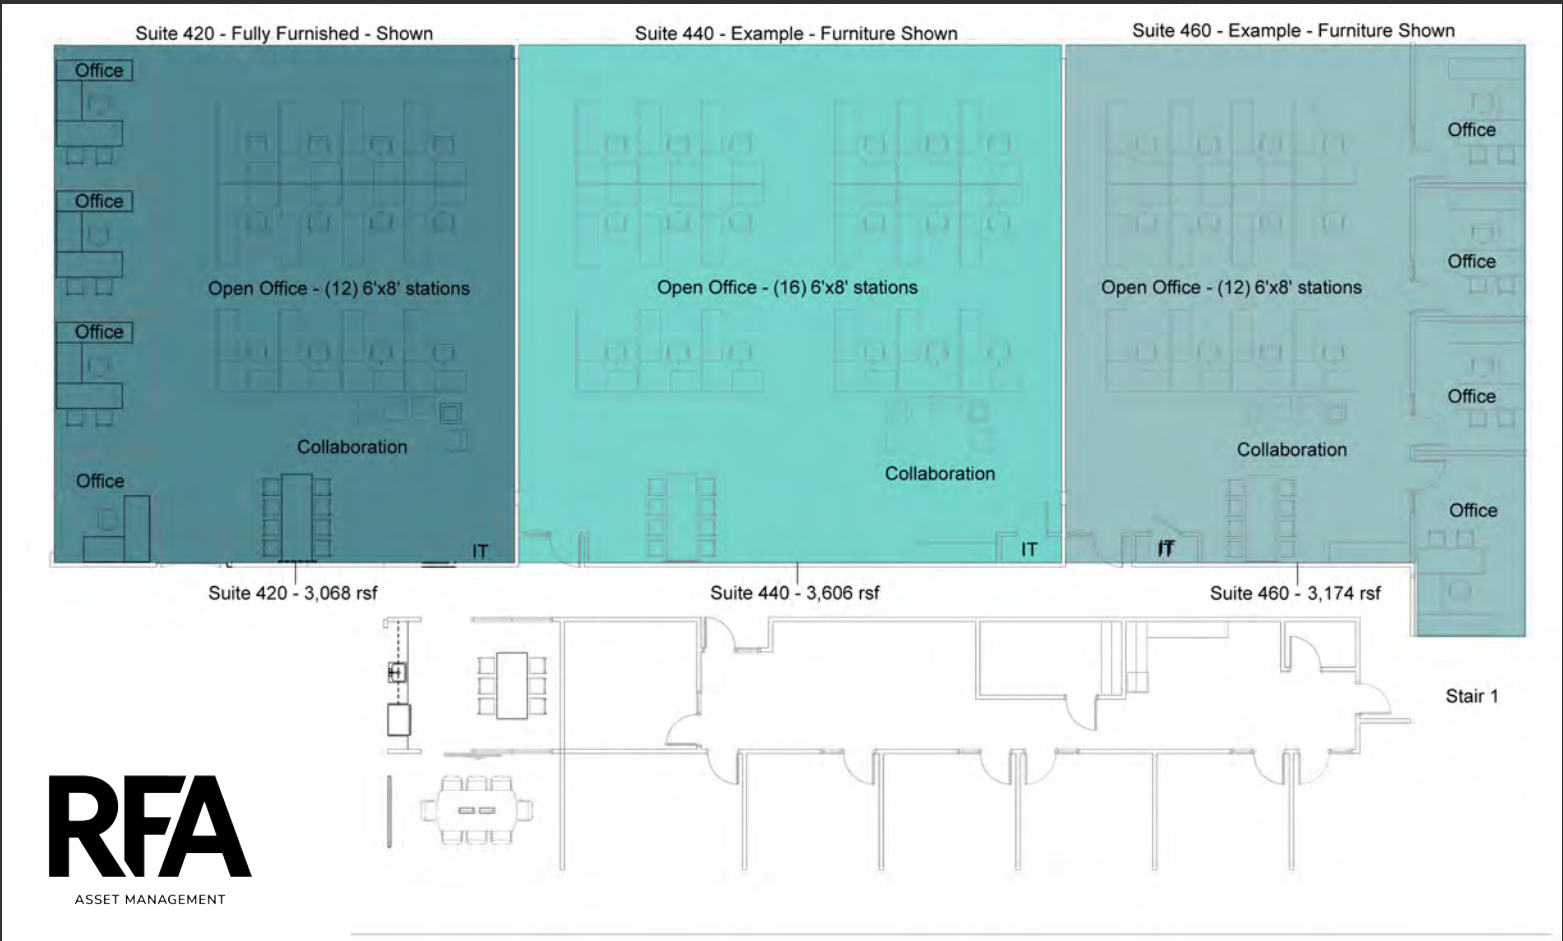 Suite 420 - Fully Furnished - Shown
Suite 440 - Example - Furniture Shown
Suite 460 - Example - Furniture Shown
Office
Office
Office
Office
Open Office - (12) 6'x8' stations
Collaboration
IT
Open Office - (16) 6'x8' stations
Collaboration
IT
Open Office - (12) 6'x8' stations
Collaboration
IT
Office
Office
Office
Office
Suite 420 - 3,068 rsf
Suite 440 - 3,606 rsf
Suite 460 - 3,174 rsf
Stair 1
RFA
ASSET MANAGEMENT